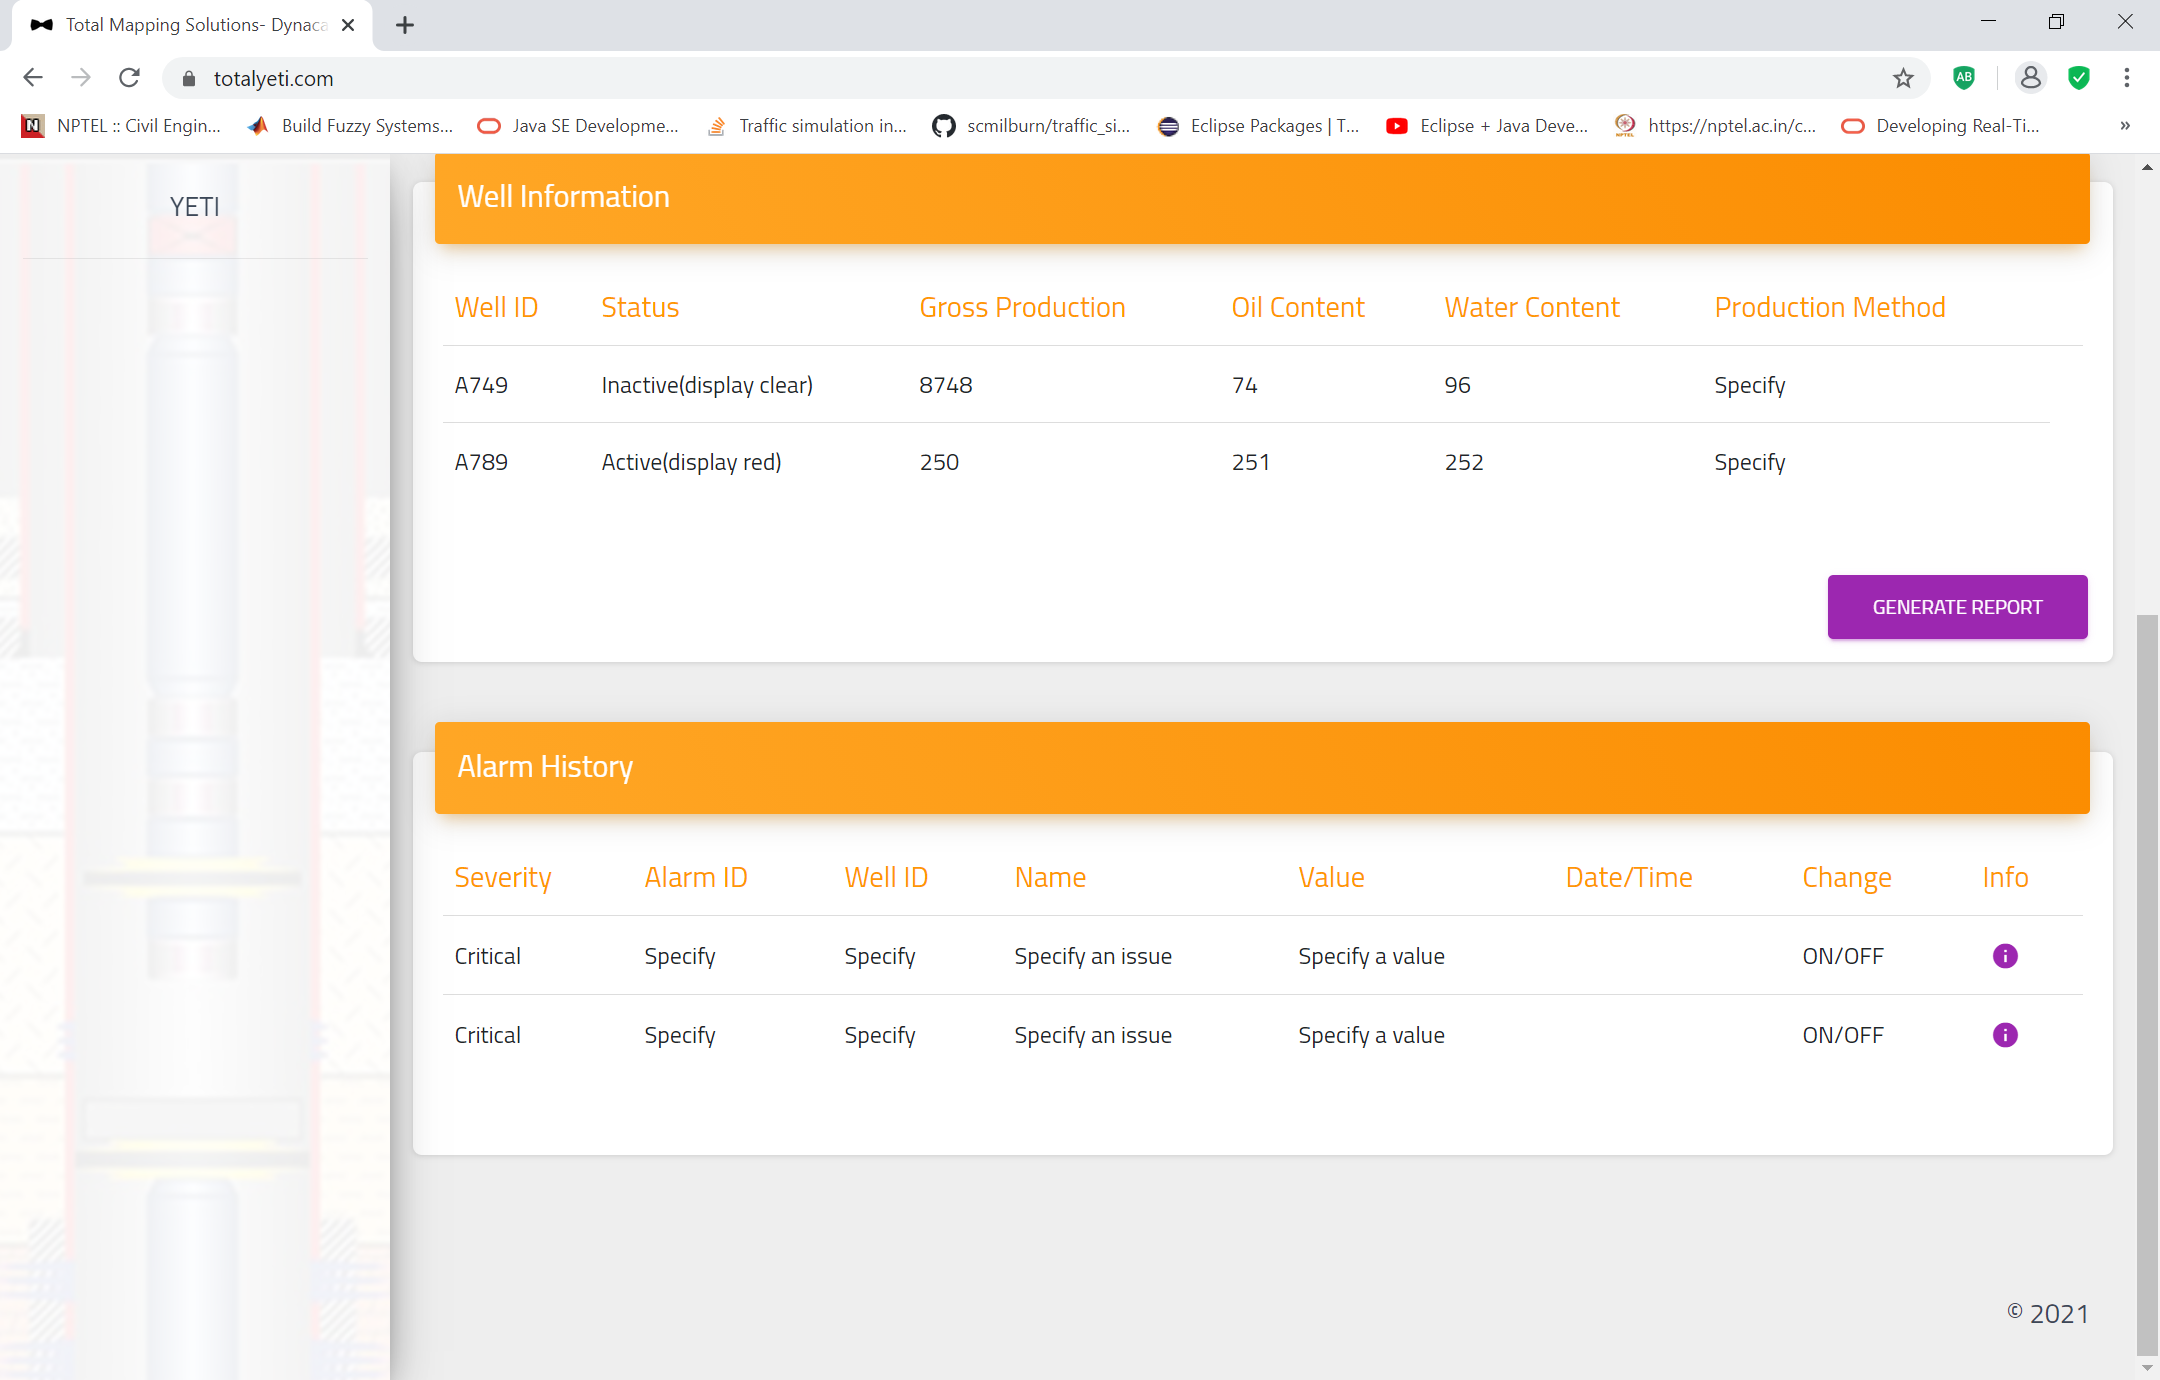 Total Mapping Solutions- Dynaca
totalyeti.com
AB
N NPTEL :: Civil Engin... Build Fuzzy Systems... Java SE Developme... Traffic simulation in... scmilburn/traffic_si... Eclipse Packages | T... Eclipse + Java Deve... https://nptel.ac.in/c... Developing Real-Ti... »
YETI
Well Information
Well ID Status Gross Production Oil Content Water Content Production Method
A749 Inactive(display clear) 8748 74 96 Specify
A789 Active(display red) 250 251 252 Specify
GENERATE REPORT
Alarm History
Severity Alarm ID Well ID Name Value Date/Time Change Info
Critical Specify Specify Specify an issue Specify a value ON/OFF i
Critical Specify Specify Specify an issue Specify a value ON/OFF i
© 2021